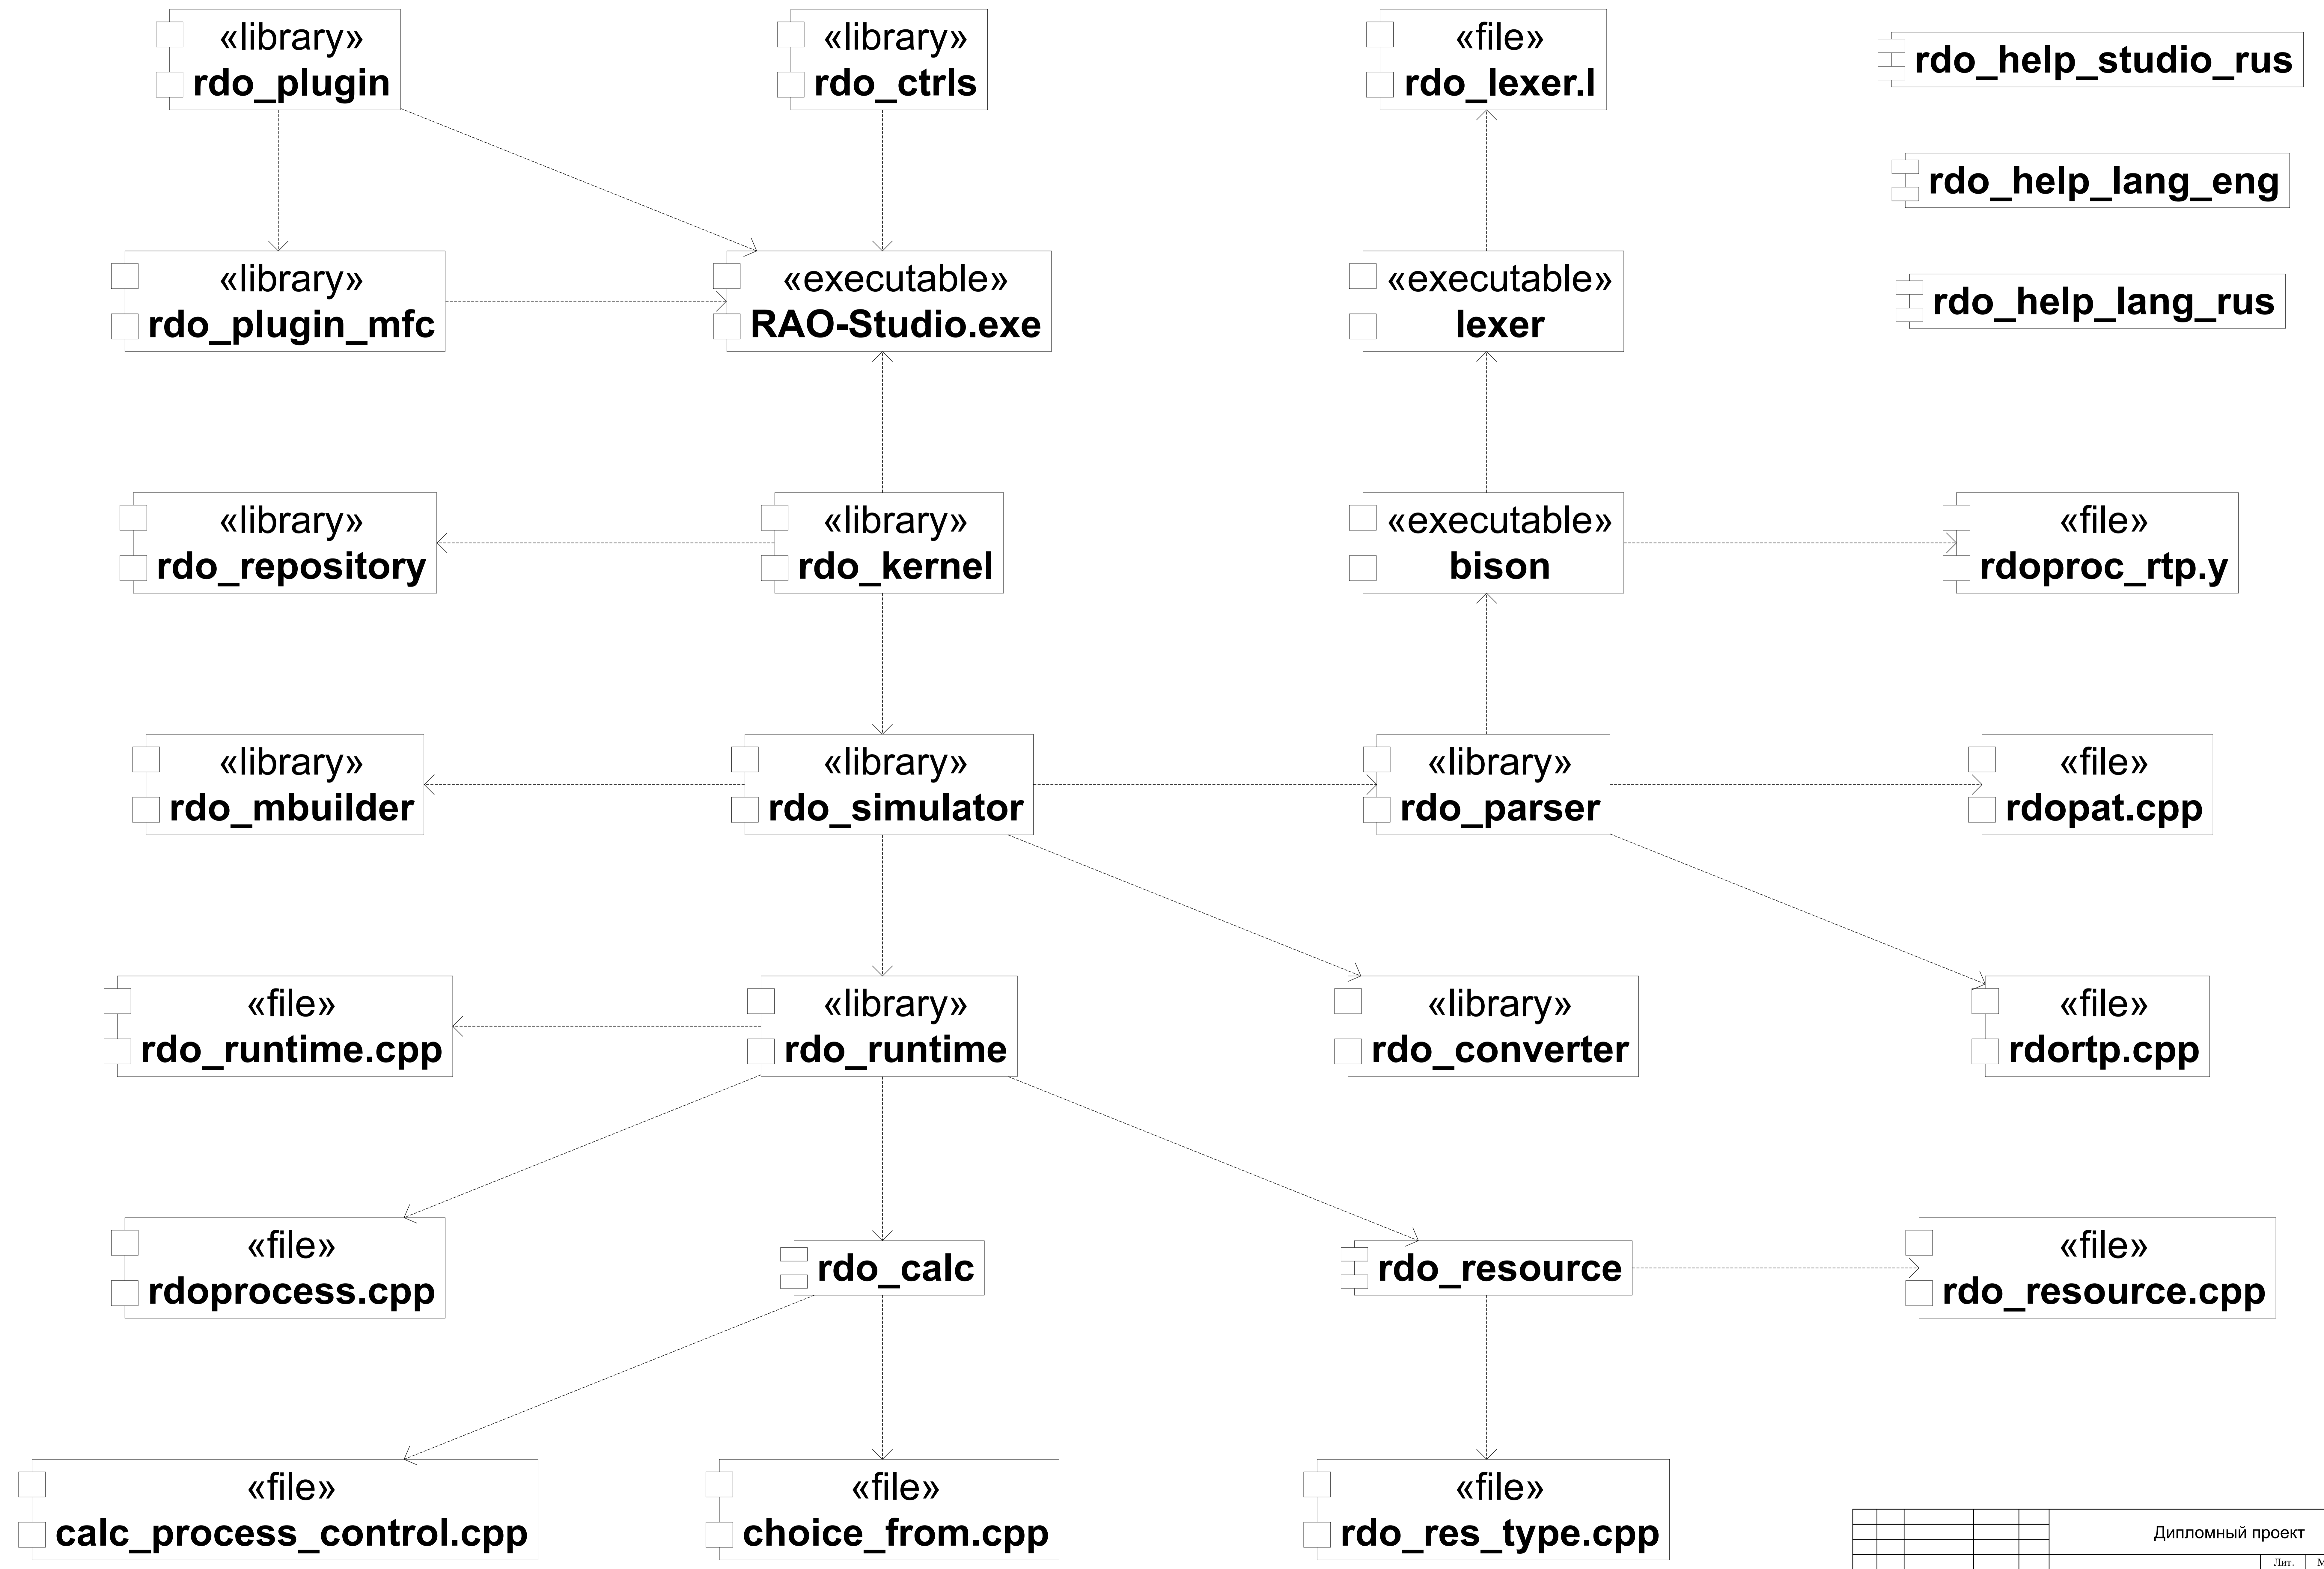 «library»
rdo_plugin
«library»
rdo_ctrls
«file»
rdo_lexer.l
rdo_help_studio_rus
rdo_help_lang_eng
«library»
rdo_plugin_mfc
«executable»
RAO-Studio.exe
«executable»
lexer
rdo_help_lang_rus
«library»
rdo_repository
«library»
rdo_kernel
«executable»
bison
«file»
rdoproc_rtp.y
«library»
rdo_mbuilder
«library»
rdo_simulator
«library»
rdo_parser
«file»
rdopat.cpp
«file»
rdo_runtime.cpp
«library»
rdo_runtime
«library»
rdo_converter
«file»
rdortp.cpp
«file»
rdoprocess.cpp
rdo_calc
rdo_resource
«file»
rdo_resource.cpp
«file»
calc_process_control.cpp
«file»
choice_from.cpp
«file»
rdo_res_type.cpp
Дипломный проект
Лит.